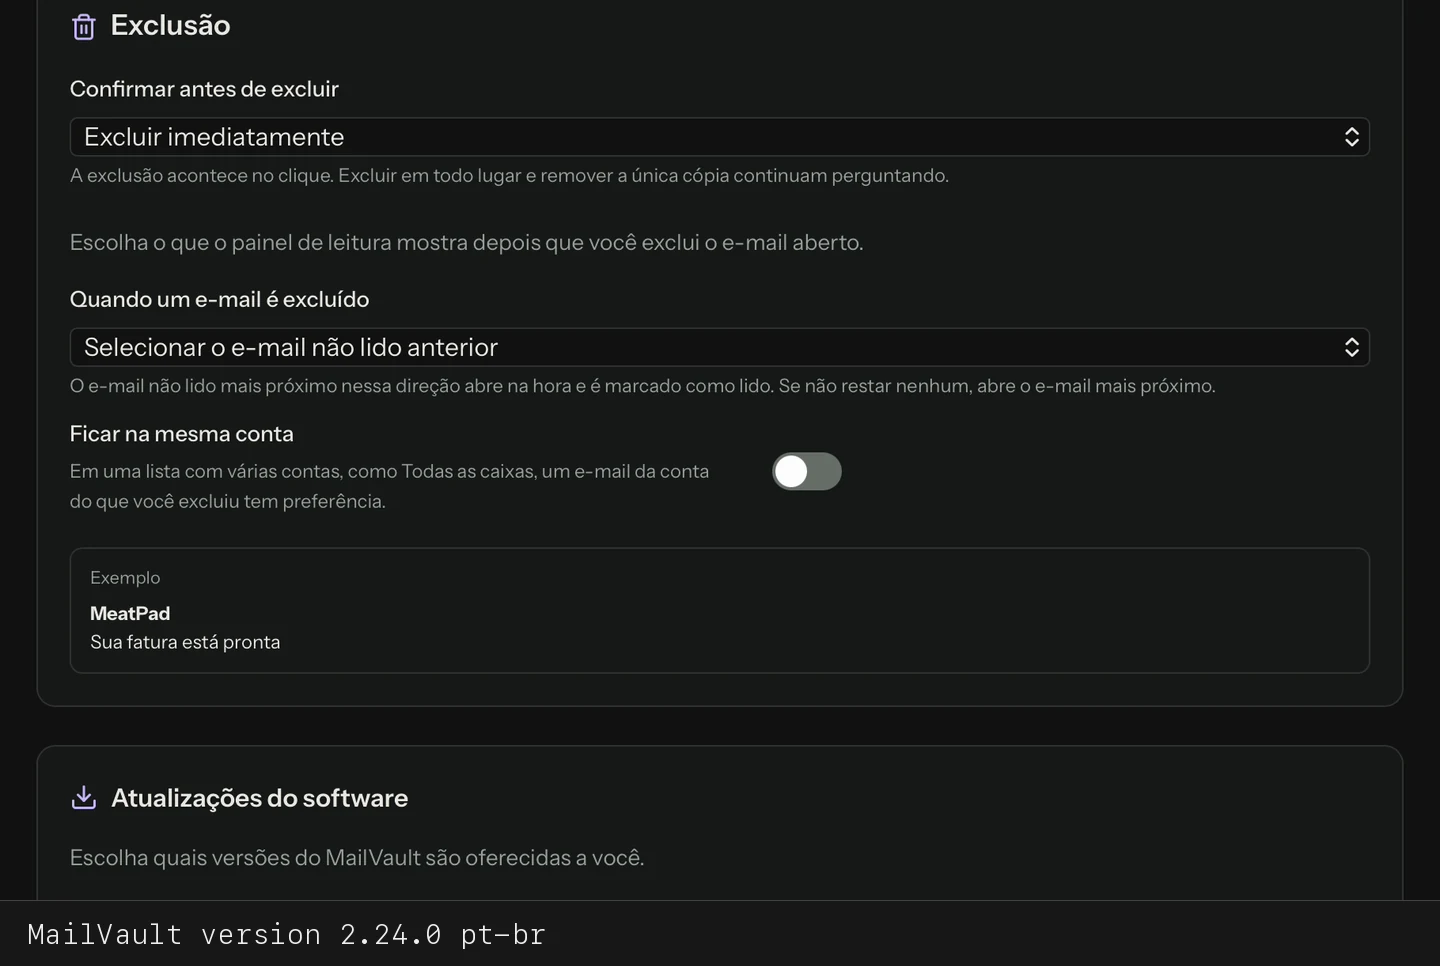 Exclusão
Confirmar antes de excluir
Excluir imediatamente
A exclusão acontece no clique. Excluir em todo lugar e remover a única cópia continuam perguntando.
Escolha o que o painel de leitura mostra depois que você exclui o e-mail aberto.
Quando um e-mail é excluído
Selecionar o e-mail não lido anterior
O e-mail não lido mais próximo nessa direção abre na hora e é marcado como lido. Se não restar nenhum, abre o e-mail mais próximo.
Ficar na mesma conta
Em uma lista com várias contas, como Todas as caixas, um e-mail da conta
do que você excluiu tem preferência.
Exemplo
MeatPad
Sua fatura está pronta
Atualizações do software
Escolha quais versões do MailVault são oferecidas a você.
MailVault version 2.24.0 pt-br